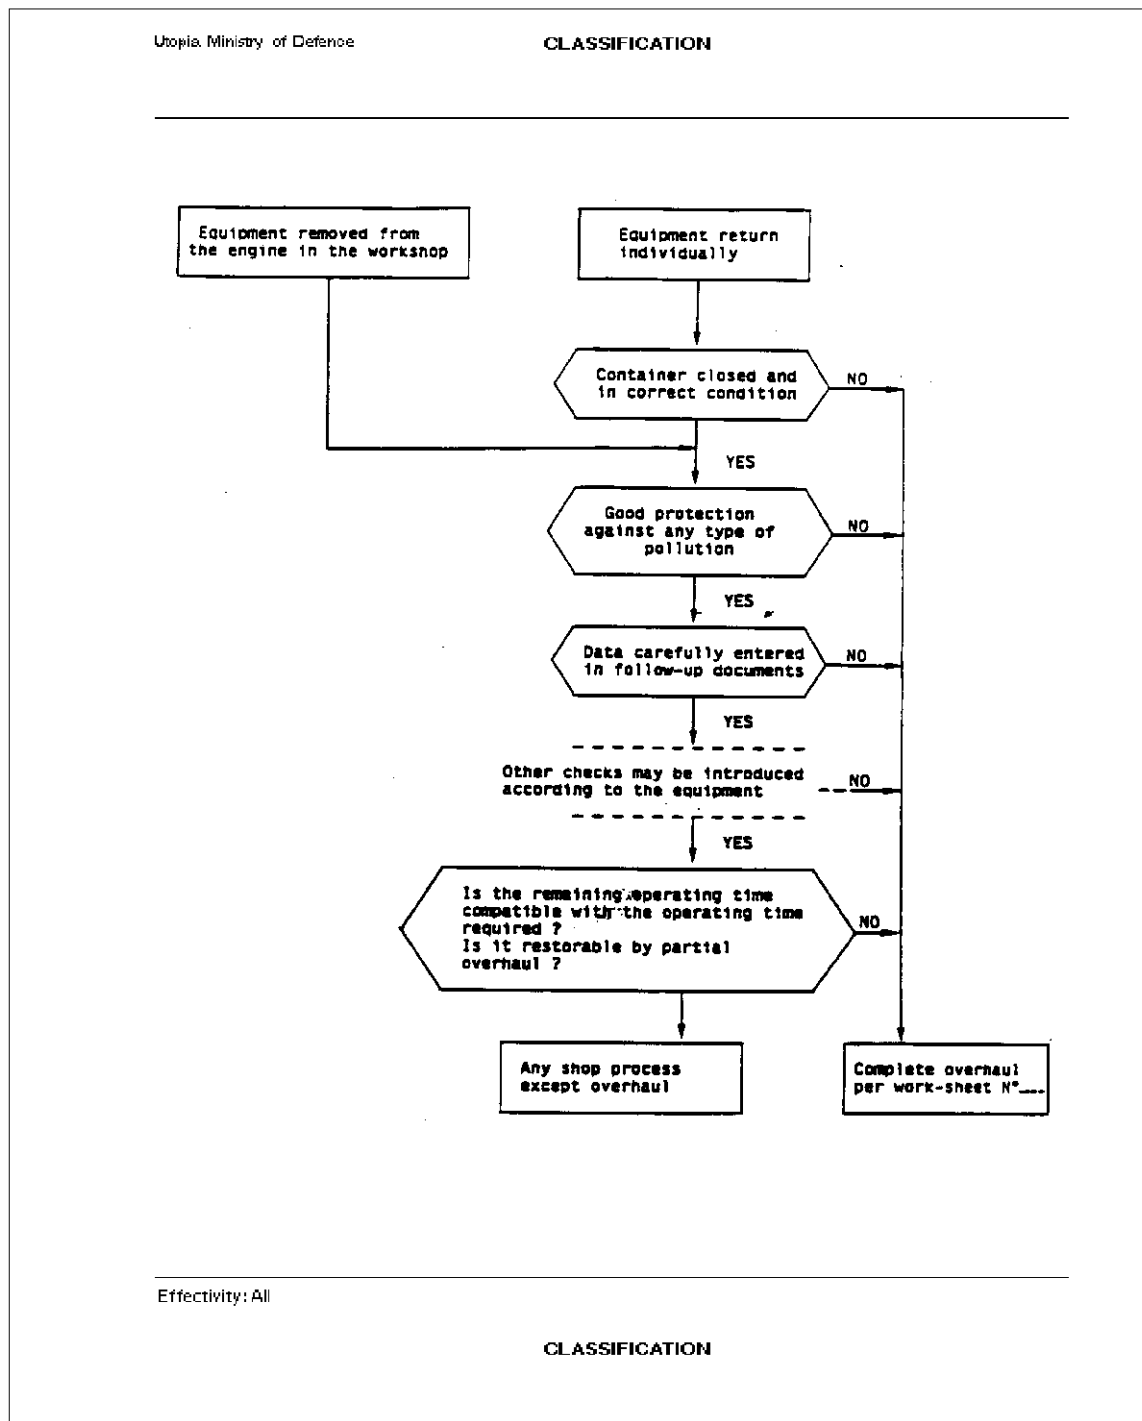 Utopia Ministry of Defence
CLASSIFICATION
Equipment removed from
the engine in the workshop
Equipment return
individually
Container closed and
in correct condition
NO
YES
Good protection
against any type of
pollution
NO
YES
Data carefully entered
in follow-up documents
NO
YES
Other checks may be introduced
according to the equipment
NO
YES
Is the remaining operating time
compatible with the operating time
required ?
Is it restorable by partial
overhaul ?
NO
Any shop process
except overhaul
Complete overhaul
per work-sheet N°....
Effectivity: All
CLASSIFICATION